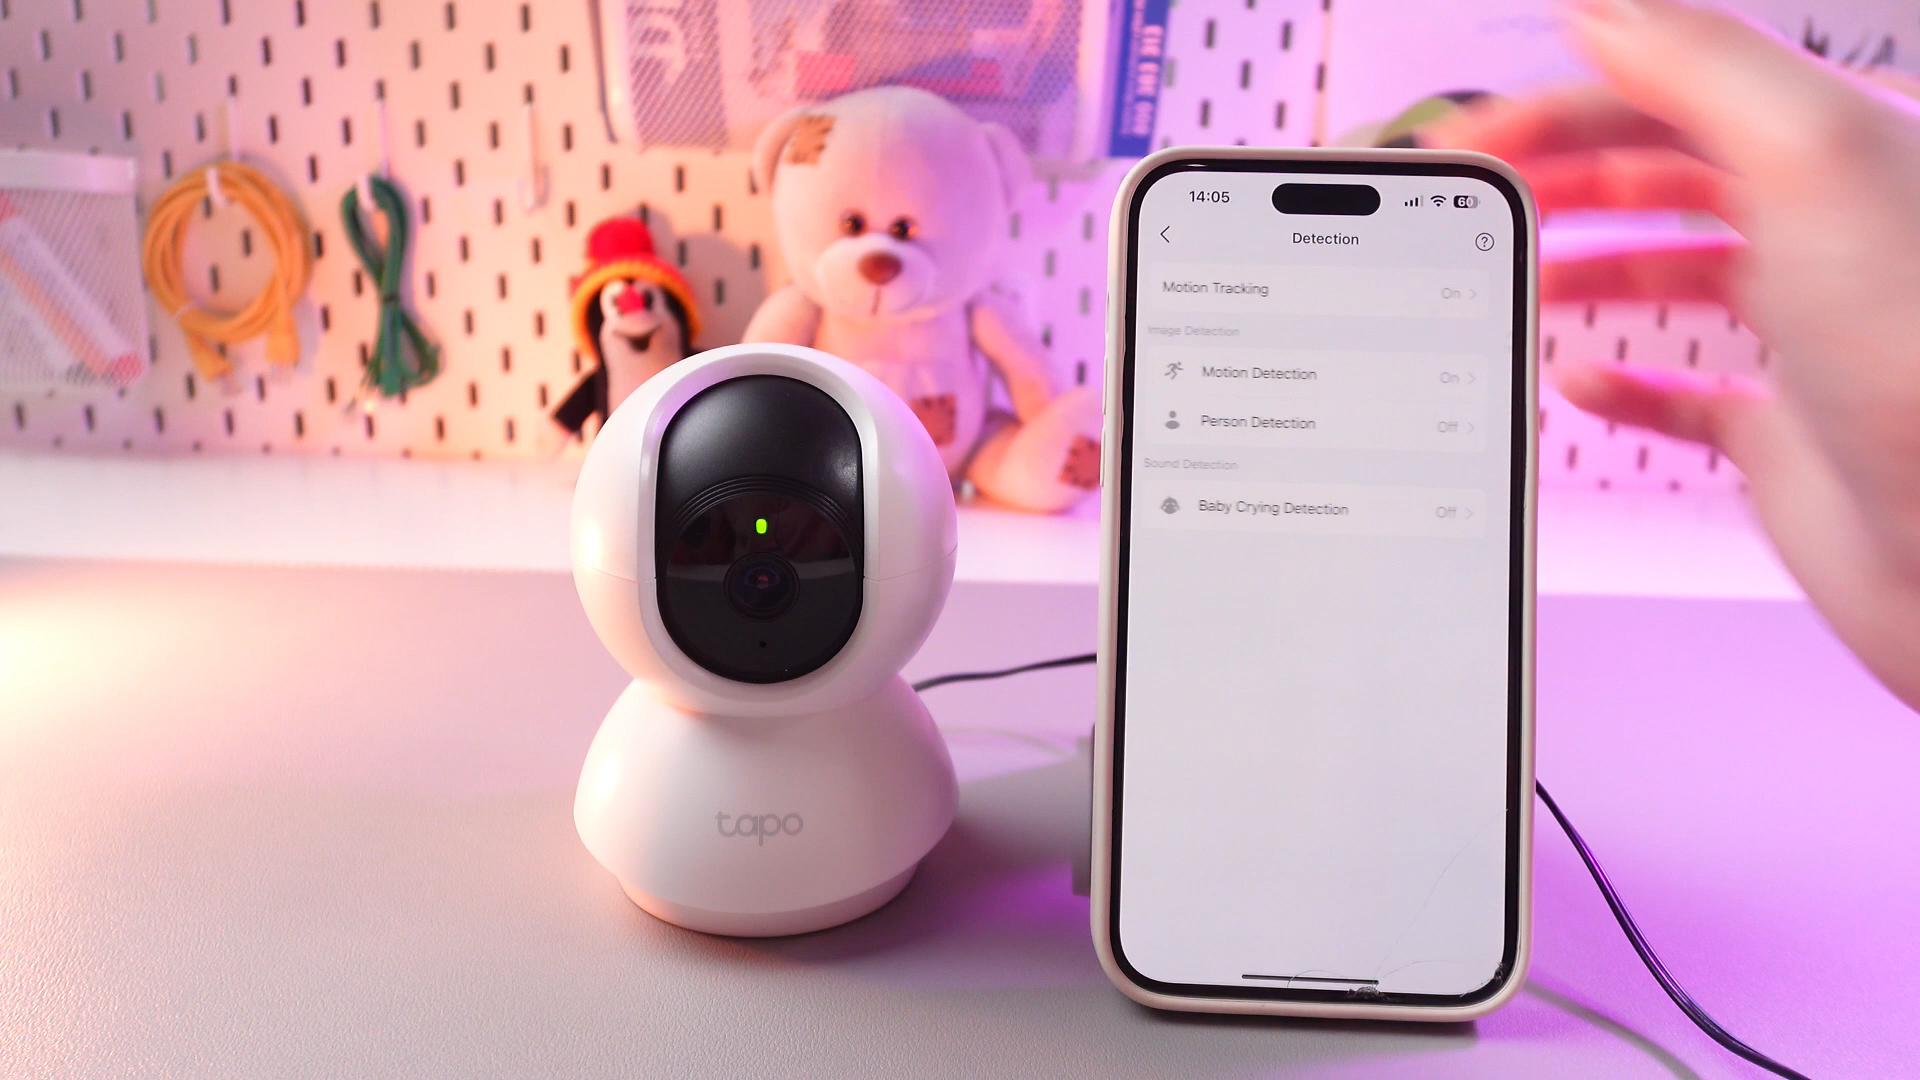 14:05
60
Detection
Motion Tracking On
Image Detection
Motion Detection On
Person Detection Off
Sound Detection
Baby Crying Detection Off
tapo